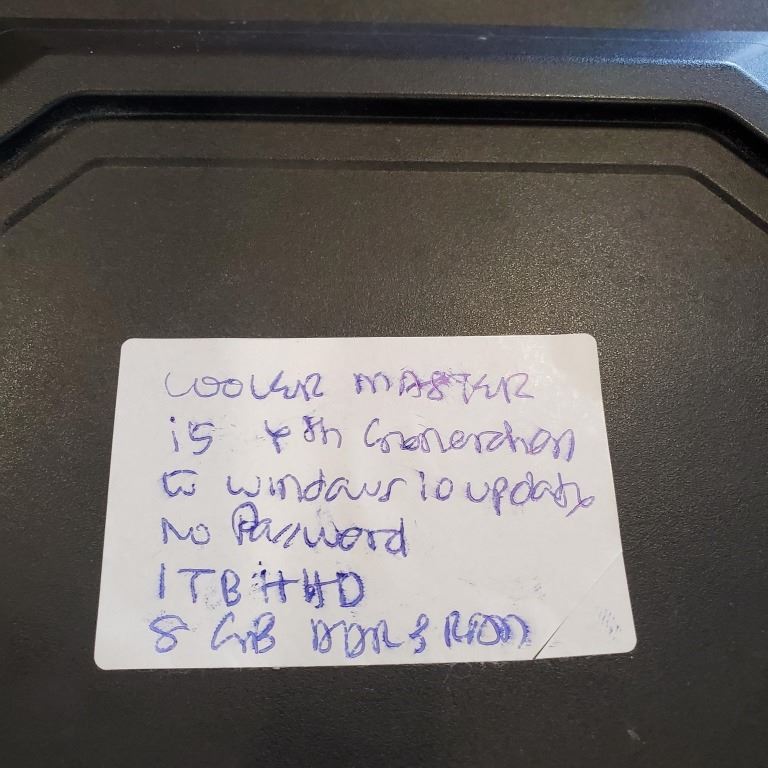 COOLER MASTER
i5 4th Generation
windows 10 update
No Password
1TB HHD
8 GB DDR3 RAM